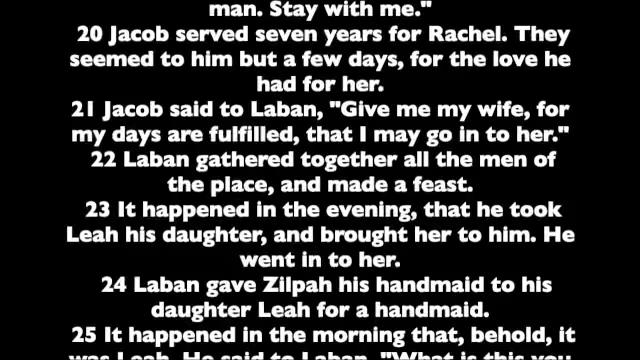 man. Stay with me."
20 Jacob served seven years for Rachel. They
seemed to him but a few days, for the love he
had for her.
21 Jacob said to Laban, "Give me my wife, for
my days are fulfilled, that I may go in to her."
22 Laban gathered together all the men of
the place, and made a feast.
23 It happened in the evening, that he took
Leah his daughter, and brought her to him. He
went in to her.
24 Laban gave Zilpah his handmaid to his
daughter Leah for a handmaid.
25 It happened in the morning that, behold, it
was Leah. He said to Laban, "What is this you